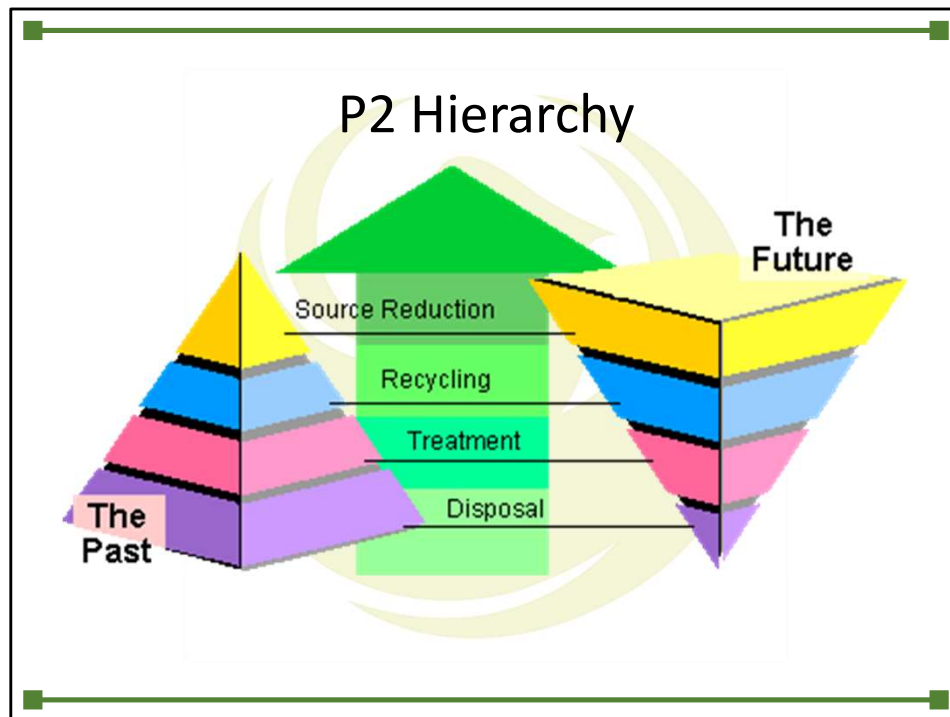 P2 Hierarchy
The
Future
Source Reduction
Recycling
Treatment
Disposal
The
Past